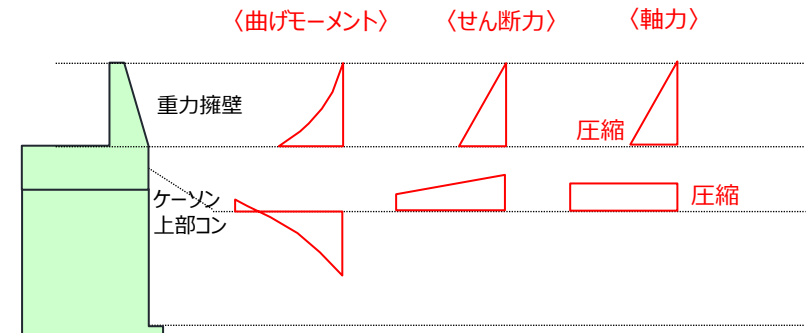 〈曲げモーメント〉 〈せん断力〉 〈軸力〉
重力擁壁
圧縮
ケーソン
上部コン
圧縮